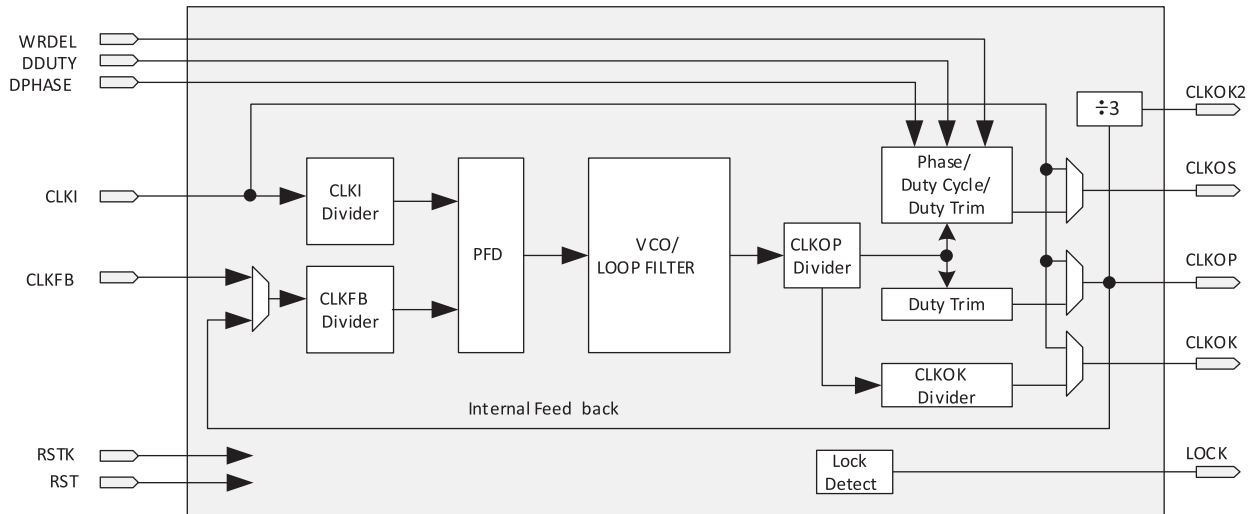 WRDEL
DDUTY
DPHASE
CLKI
CLKFB
RSTK
RST
CLKI
Divider
CLKFB
Divider
PFD
VCO/
LOOP FILTER
CLKOP
Divider
Phase/
Duty Cycle/
Duty Trim
Duty Trim
CLKOK
Divider
÷3
Internal Feed back
Lock
Detect
CLKOK2
CLKOS
CLKOP
CLKOK
LOCK